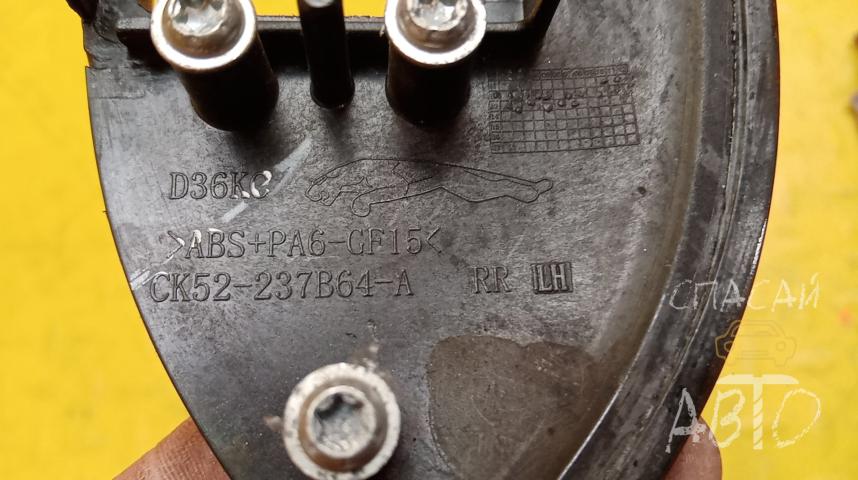 D36KC
>ABS+PA6-GF15<
CK52-237B64-A RR LH
СПАСАЙ
АВТО